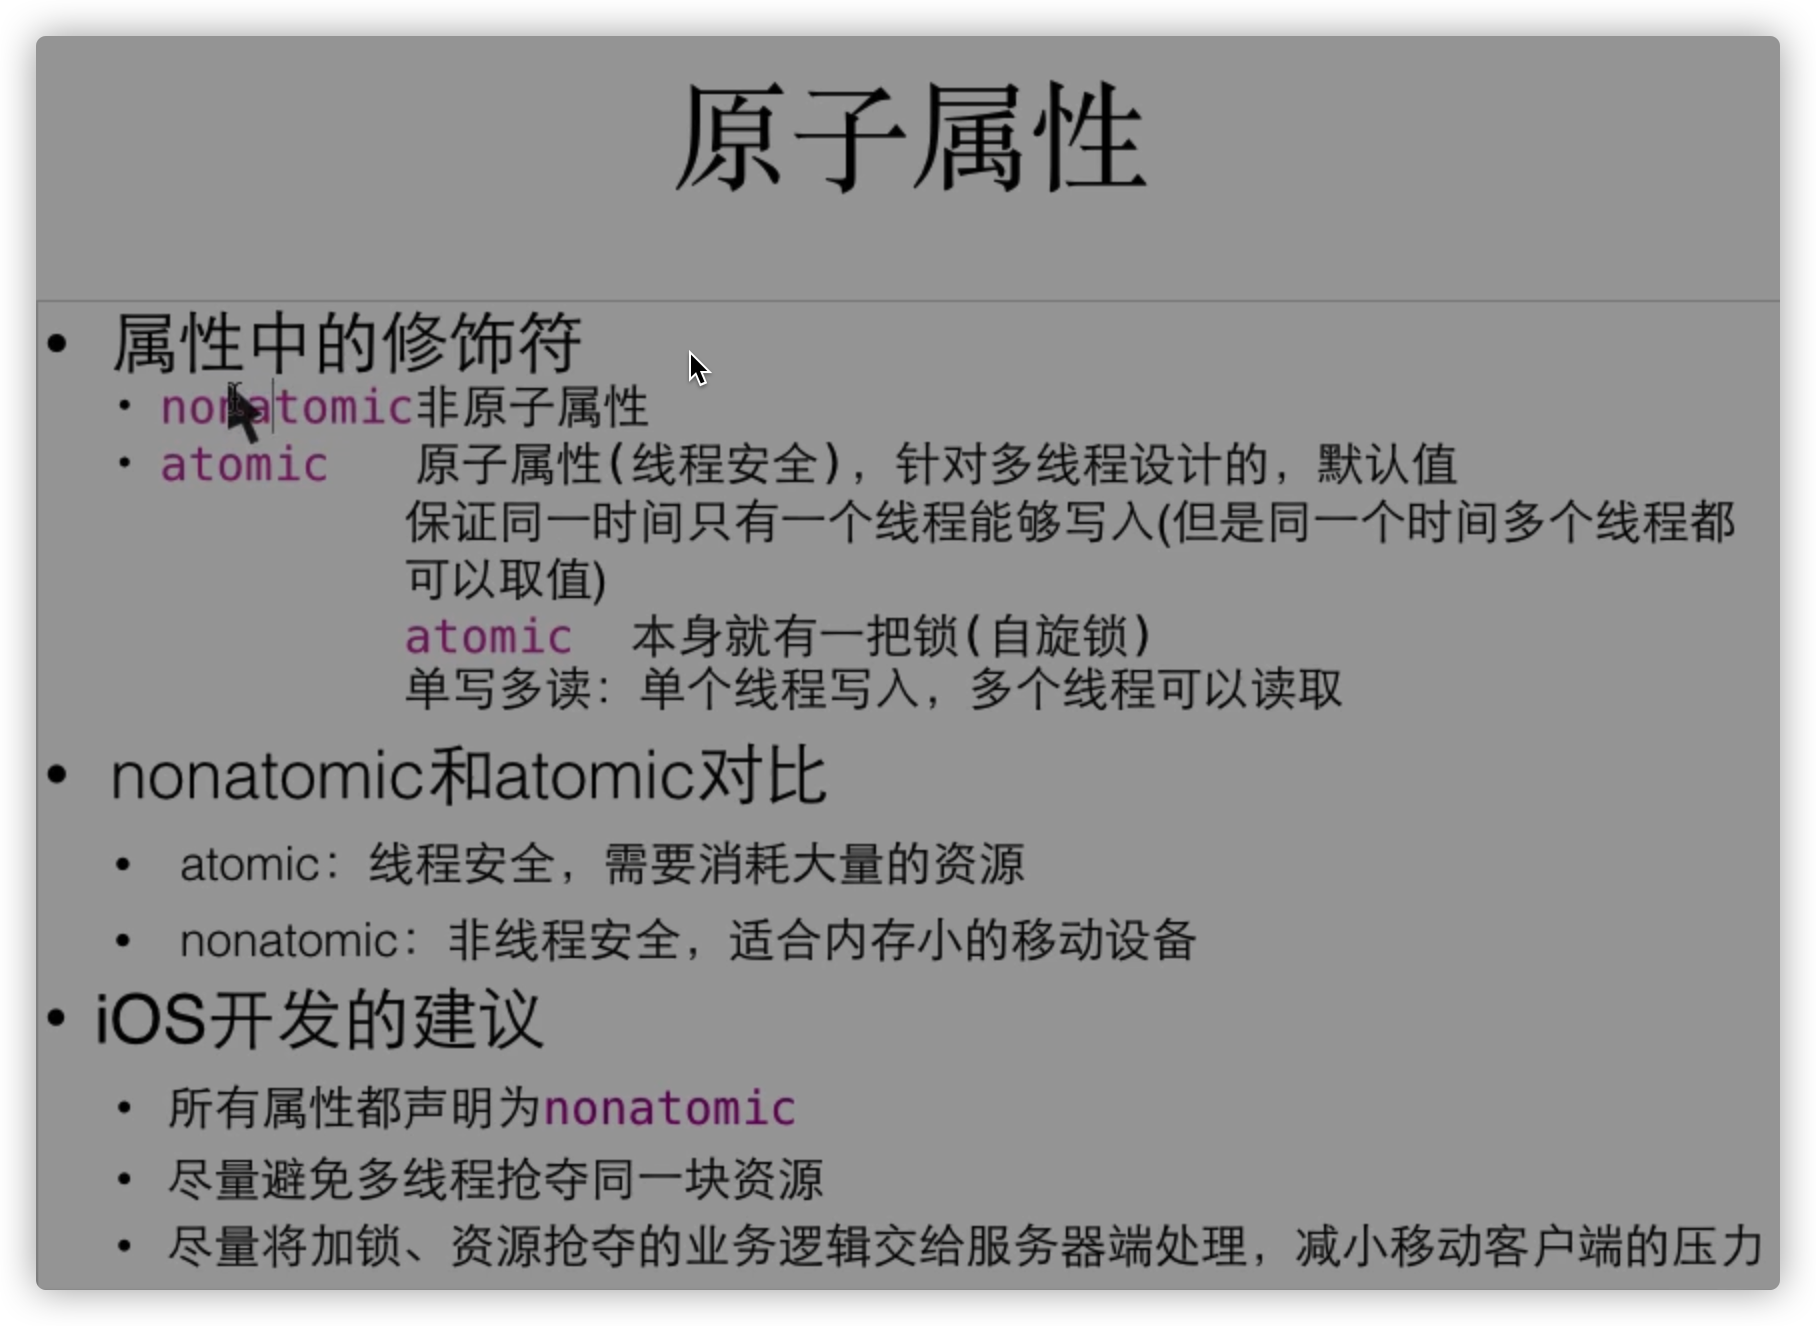 原子属性
• 属性中的修饰符
• nonatomic非原子属性
• atomic 原子属性(线程安全)，针对多线程设计的，默认值
保证同一时间只有一个线程能够写入(但是同一个时间多个线程都
可以取值)
atomic 本身就有一把锁(自旋锁)
单写多读：单个线程写入，多个线程可以读取
• nonatomic和atomic对比
• atomic：线程安全，需要消耗大量的资源
• nonatomic：非线程安全，适合内存小的移动设备
• iOS开发的建议
• 所有属性都声明为nonatomic
• 尽量避免多线程抢夺同一块资源
• 尽量将加锁、资源抢夺的业务逻辑交给服务器端处理，减小移动客户端的压力